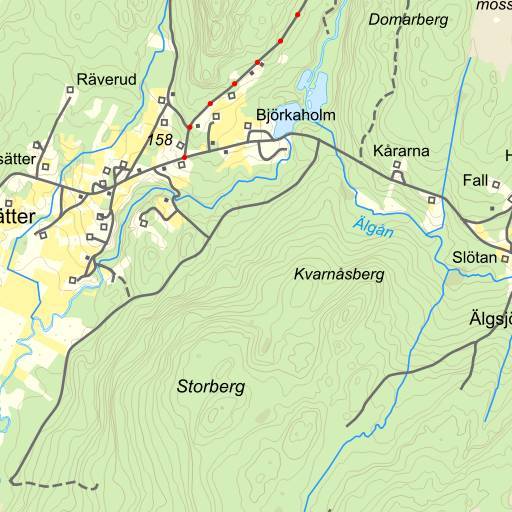 Domarberg
moss
Räverud
Björkaholm
158
sätter
Kårarna
Fall
H
ätter
Älgån
Slötan
Kvarnåsberg
Älgsjö
Storberg